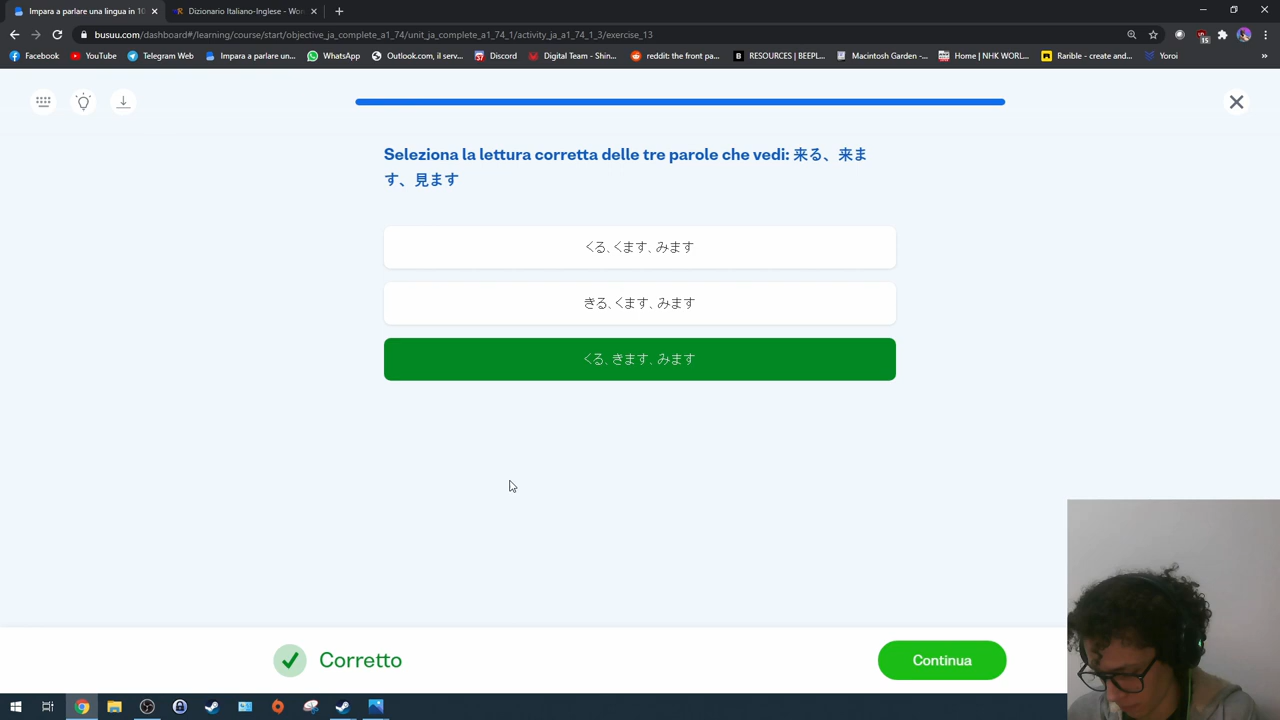 Impara a parlare una lingua in 10
Dizionario Italiano-Inglese - Wor
busuu.com/dashboard#/learning/course/start/objective_ja_complete_a1_74/unit_ja_complete_a1_74_1/activity_ja_a1_74_1_3/exercise_13
Facebook
YouTube
Telegram Web
Impara a parlare un...
WhatsApp
Outlook.com, il serv...
Discord
Digital Team - Shin...
reddit: the front pa...
RESOURCES | BEEPL...
Macintosh Garden -...
Home | NHK WORL...
Rarible - create and...
Yoroi
Seleziona la lettura corretta delle tre parole che vedi: 来る、来ま
す、見ます
くる、くます、みます
きる、くます、みます
くる、きます、みます
Corretto
Continua